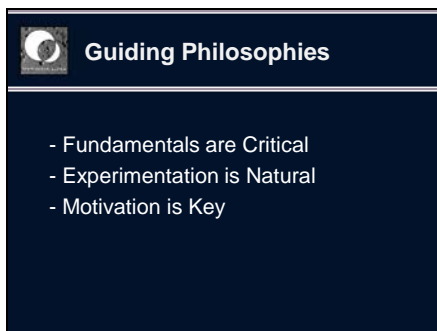 Guiding Philosophies
- Fundamentals are Critical
- Experimentation is Natural
- Motivation is Key